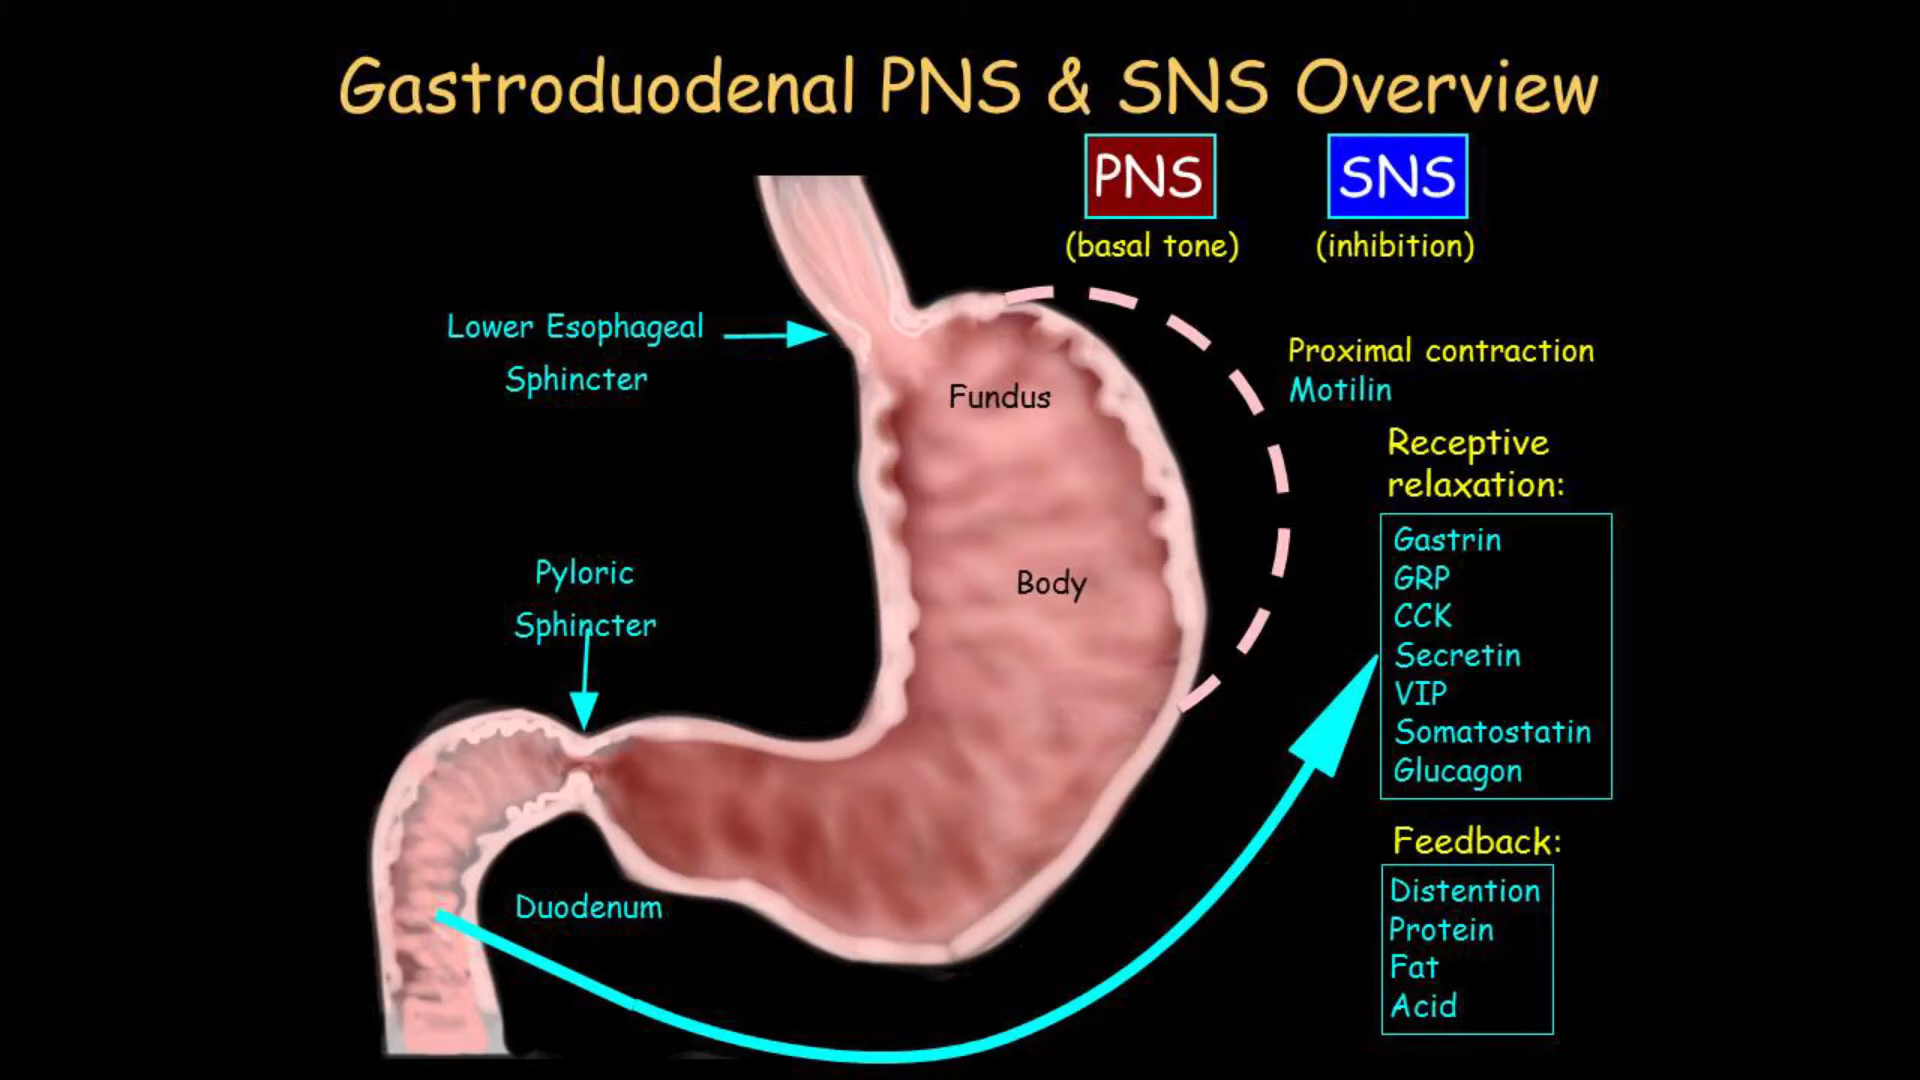 Gastroduodenal PNS & SNS Overview
PNS
SNS
(basal tone)
(inhibition)
Lower Esophageal
Sphincter
Proximal contraction
Motilin
Fundus
Receptive
relaxation:
Gastrin
GRP
CCK
Secretin
VIP
Somatostatin
Glucagon
Body
Pyloric
Sphincter
Feedback:
Distention
Protein
Fat
Acid
Duodenum